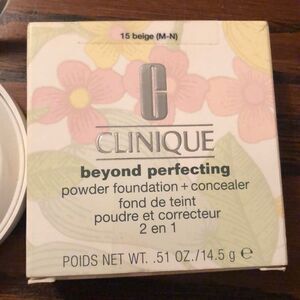 15 beige (M-N)
C
CLINIQUE
beyond perfecting
powder foundation + concealer
fond de teint
poudre et correcteur
2 en 1
POIDS NET WT. .51 OZ./14.5 g ℮